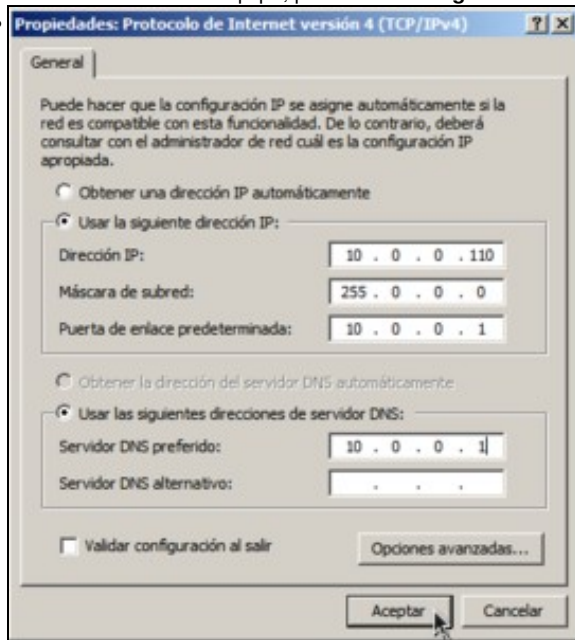 Propiedades: Protocolo de Internet versión 4 (TCP/IPv4)
General
Puede hacer que la configuración IP se asigne automáticamente si la
red es compatible con esta funcionalidad. De lo contrario, deberá
consultar con el administrador de red cuál es la configuración IP
apropiada.
Obtener una dirección IP automáticamente
Usar la siguiente dirección IP:
Dirección IP: 10 . 0 . 0 . 110
Máscara de subred: 255 . 0 . 0 . 0
Puerta de enlace predeterminada: 10 . 0 . 0 . 1
Obtener la dirección del servidor DNS automáticamente
Usar las siguientes direcciones de servidor DNS:
Servidor DNS preferido: 10 . 0 . 0 . 1
Servidor DNS alternativo: . . .
Validar configuración al salir
Opciones avanzadas...
Aceptar Cancelar